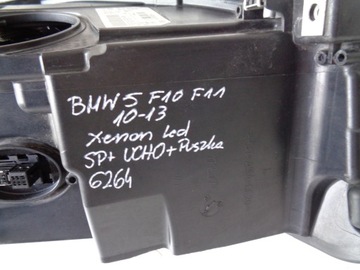 BMW 5 F10 F11
10-13
Xenon Led
SP+ UCHO+Puszka
6264